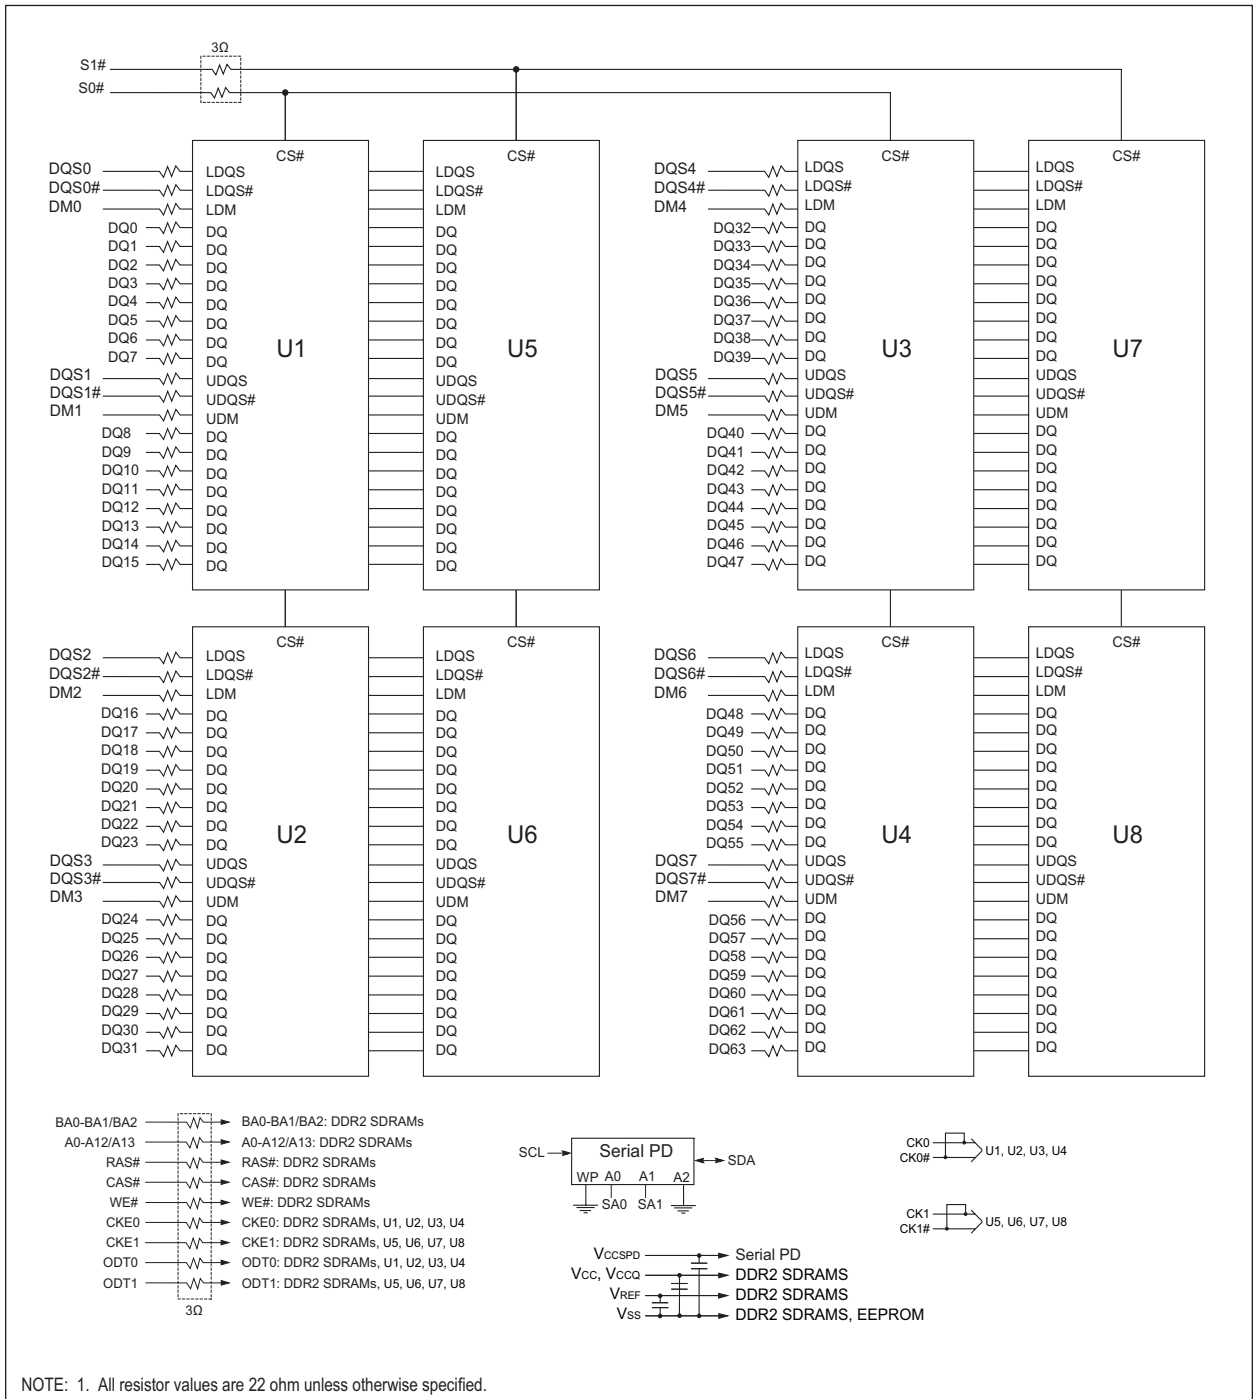 3Ω
S1#
S0#
CS# CS# CS# CS#
DQS0 LDQS LDQS DQS4 LDQS LDQS
DQS0# LDQS# LDQS# DQS4# LDQS# LDQS#
DM0 LDM LDM DM4 LDM LDM
DQ0 DQ DQ DQ32 DQ DQ
DQ1 DQ DQ DQ33 DQ DQ
DQ2 DQ DQ DQ34 DQ DQ
DQ3 DQ DQ DQ35 DQ DQ
DQ4 DQ DQ DQ36 DQ DQ
DQ5 DQ DQ DQ37 DQ DQ
DQ6 DQ DQ DQ38 DQ DQ
DQ7 DQ DQ DQ39 DQ DQ
U1 U5 U3 U7
DQS1 UDQS UDQS DQS5 UDQS UDQS
DQS1# UDQS# UDQS# DQS5# UDQS# UDQS#
DM1 UDM UDM DM5 UDM UDM
DQ8 DQ DQ DQ40 DQ DQ
DQ9 DQ DQ DQ41 DQ DQ
DQ10 DQ DQ DQ42 DQ DQ
DQ11 DQ DQ DQ43 DQ DQ
DQ12 DQ DQ DQ44 DQ DQ
DQ13 DQ DQ DQ45 DQ DQ
DQ14 DQ DQ DQ46 DQ DQ
DQ15 DQ DQ DQ47 DQ DQ
CS# CS# CS# CS#
DQS2 LDQS LDQS DQS6 LDQS LDQS
DQS2# LDQS# LDQS# DQS6# LDQS# LDQS#
DM2 LDM LDM DM6 LDM LDM
DQ16 DQ DQ DQ48 DQ DQ
DQ17 DQ DQ DQ49 DQ DQ
DQ18 DQ DQ DQ50 DQ DQ
DQ19 DQ DQ DQ51 DQ DQ
DQ20 DQ DQ DQ52 DQ DQ
DQ21 DQ DQ DQ53 DQ DQ
DQ22 DQ DQ DQ54 DQ DQ
DQ23 DQ DQ DQ55 DQ DQ
U2 U6 U4 U8
DQS3 UDQS UDQS DQS7 UDQS UDQS
DQS3# UDQS# UDQS# DQS7# UDQS# UDQS#
DM3 UDM UDM DM7 UDM UDM
DQ24 DQ DQ DQ56 DQ DQ
DQ25 DQ DQ DQ57 DQ DQ
DQ26 DQ DQ DQ58 DQ DQ
DQ27 DQ DQ DQ59 DQ DQ
DQ28 DQ DQ DQ60 DQ DQ
DQ29 DQ DQ DQ61 DQ DQ
DQ30 DQ DQ DQ62 DQ DQ
DQ31 DQ DQ DQ63 DQ DQ
BA0-BA1/BA2 BA0-BA1/BA2: DDR2 SDRAMs
A0-A12/A13 A0-A12/A13: DDR2 SDRAMs
RAS# RAS#: DDR2 SDRAMs
CAS# CAS#: DDR2 SDRAMs
WE# WE#: DDR2 SDRAMs
CKE0 CKE0: DDR2 SDRAMs, U1, U2, U3, U4
CKE1 CKE1: DDR2 SDRAMs, U5, U6, U7, U8
ODT0 ODT0: DDR2 SDRAMs, U1, U2, U3, U4
ODT1 ODT1: DDR2 SDRAMs, U5, U6, U7, U8
3Ω
SCL Serial PD SDA
WP A0 A1 A2
SA0 SA1
CK0
CK0# U1, U2, U3, U4
CK1
CK1# U5, U6, U7, U8
VCCSPD Serial PD
VCC, VCCQ DDR2 SDRAMS
VREF DDR2 SDRAMS
VSS DDR2 SDRAMS, EEPROM
NOTE: 1. All resistor values are 22 ohm unless otherwise specified.